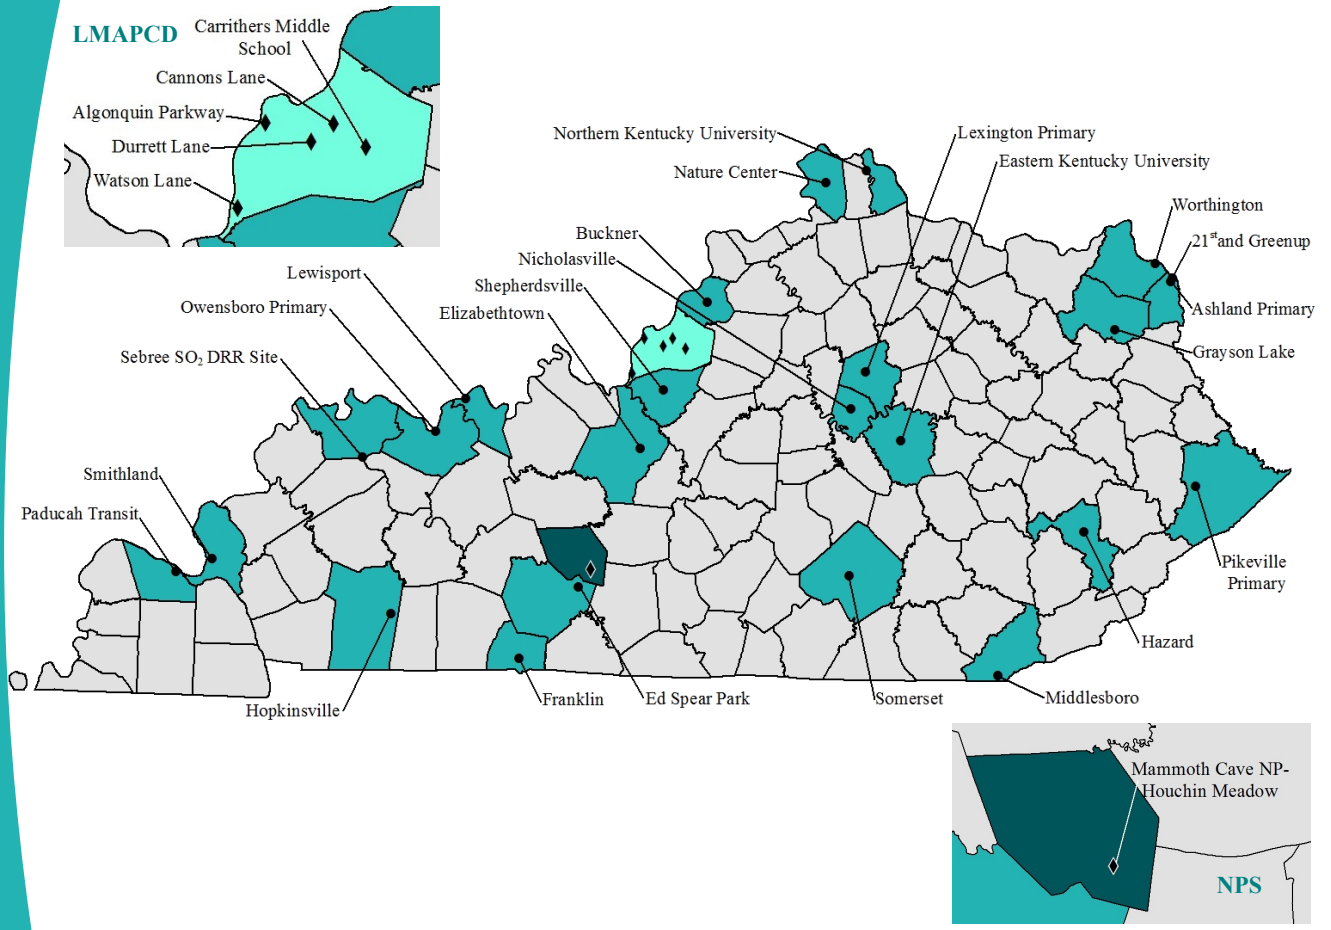 LMAPCD
Carrithers Middle
School
Cannons Lane
Algonquin Parkway
Durrett Lane
Watson Lane
Northern Kentucky University
Nature Center
Lexington Primary
Eastern Kentucky University
Worthington
21st and Greenup
Ashland Primary
Grayson Lake
Buckner
Nicholasville
Shepherdsville
Elizabethtown
Lewisport
Owensboro Primary
Sebree SO₂ DRR Site
Smithland
Paducah Transit
Pikeville
Primary
Hazard
Middlesboro
Somerset
Ed Spear Park
Franklin
Hopkinsville
Mammoth Cave NP-
Houchin Meadow
NPS